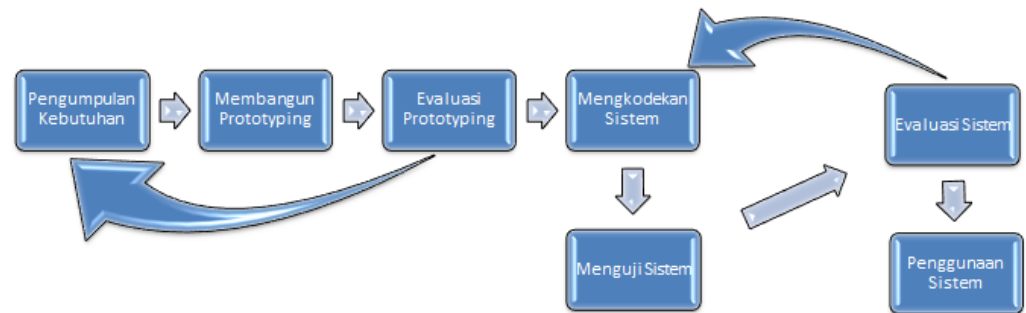 Pengumpulan
Kebutuhan
Membangun
Prototyping
Evaluasi
Prototyping
Mengkodekan
Sistem
Evaluasi Sistem
Menguji Sistem
Penggunaan
Sistem